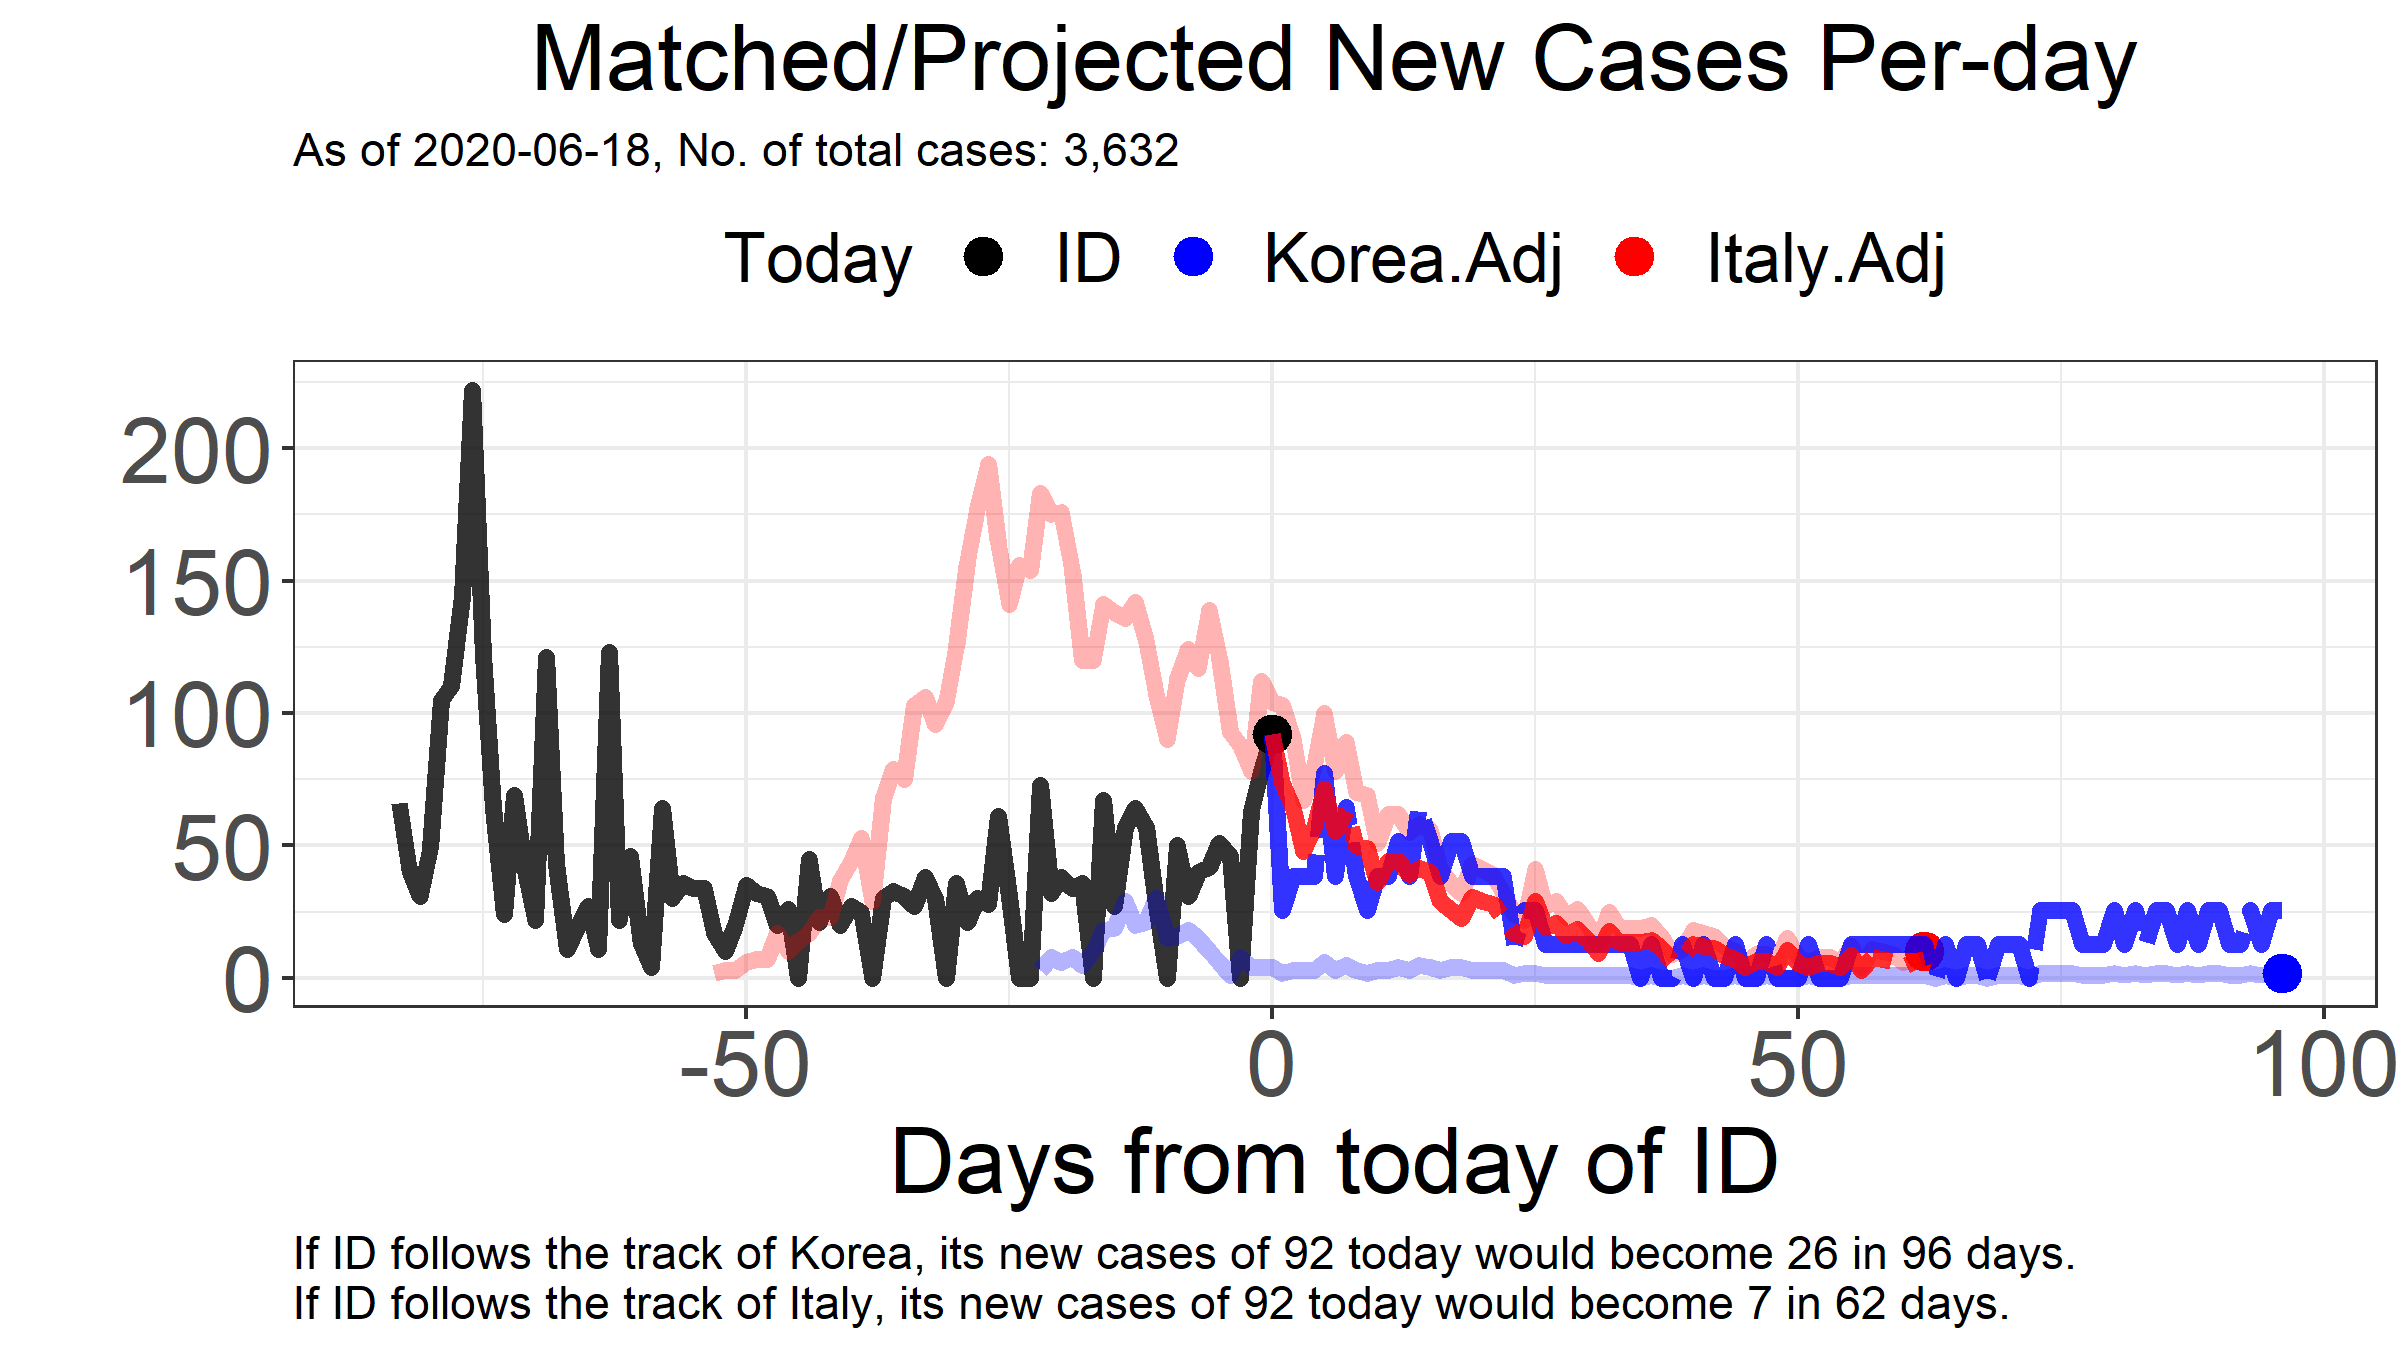 Matched/Projected New Cases Per-day
As of 2020-06-18, No. of total cases: 3,632
Today ID Korea.Adj Italy.Adj
200
150
100
50
0
-50 0 50 100
Days from today of ID
If ID follows the track of Korea, its new cases of 92 today would become 26 in 96 days.
If ID follows the track of Italy, its new cases of 92 today would become 7 in 62 days.